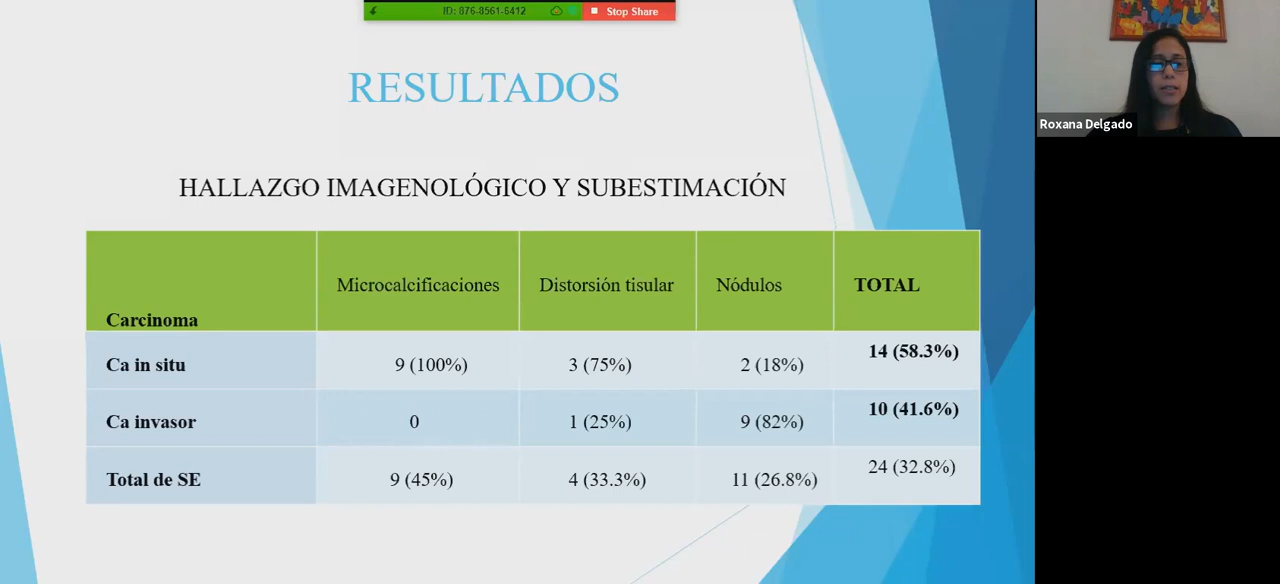 ID: 876-8561-6412
Stop Share
RESULTADOS
Roxana Delgado
HALLAZGO IMAGENOLÓGICO Y SUBESTIMACIÓN
Carcinoma Microcalcificaciones Distorsión tisular Nódulos TOTAL
Ca in situ 9 (100%) 3 (75%) 2 (18%) 14 (58.3%)
Ca invasor 0 1 (25%) 9 (82%) 10 (41.6%)
Total de SE 9 (45%) 4 (33.3%) 11 (26.8%) 24 (32.8%)